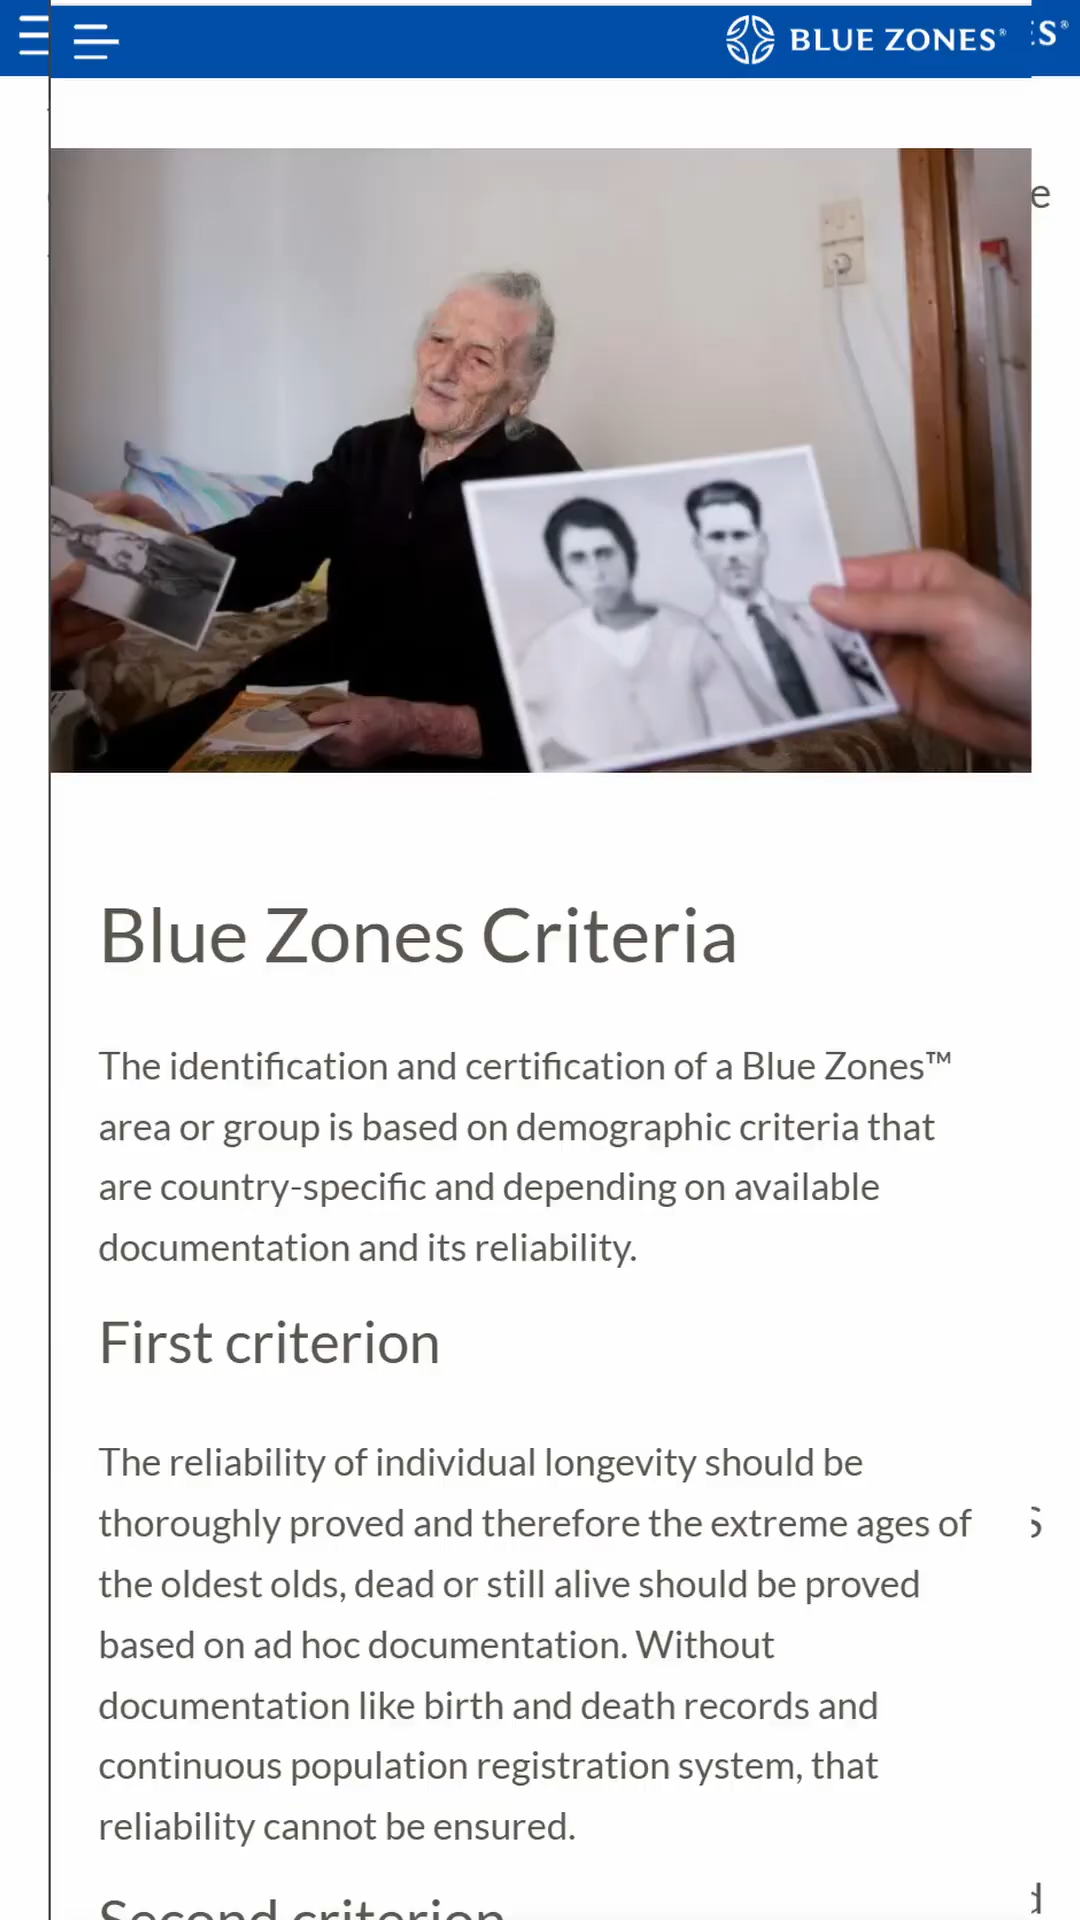 BLUE ZONES®
S®
e
Blue Zones Criteria
The identification and certification of a Blue Zones™
area or group is based on demographic criteria that
are country-specific and depending on available
documentation and its reliability.
First criterion
The reliability of individual longevity should be
thoroughly proved and therefore the extreme ages of
s
the oldest olds, dead or still alive should be proved
based on ad hoc documentation. Without
documentation like birth and death records and
continuous population registration system, that
reliability cannot be ensured.
Second criterion
d